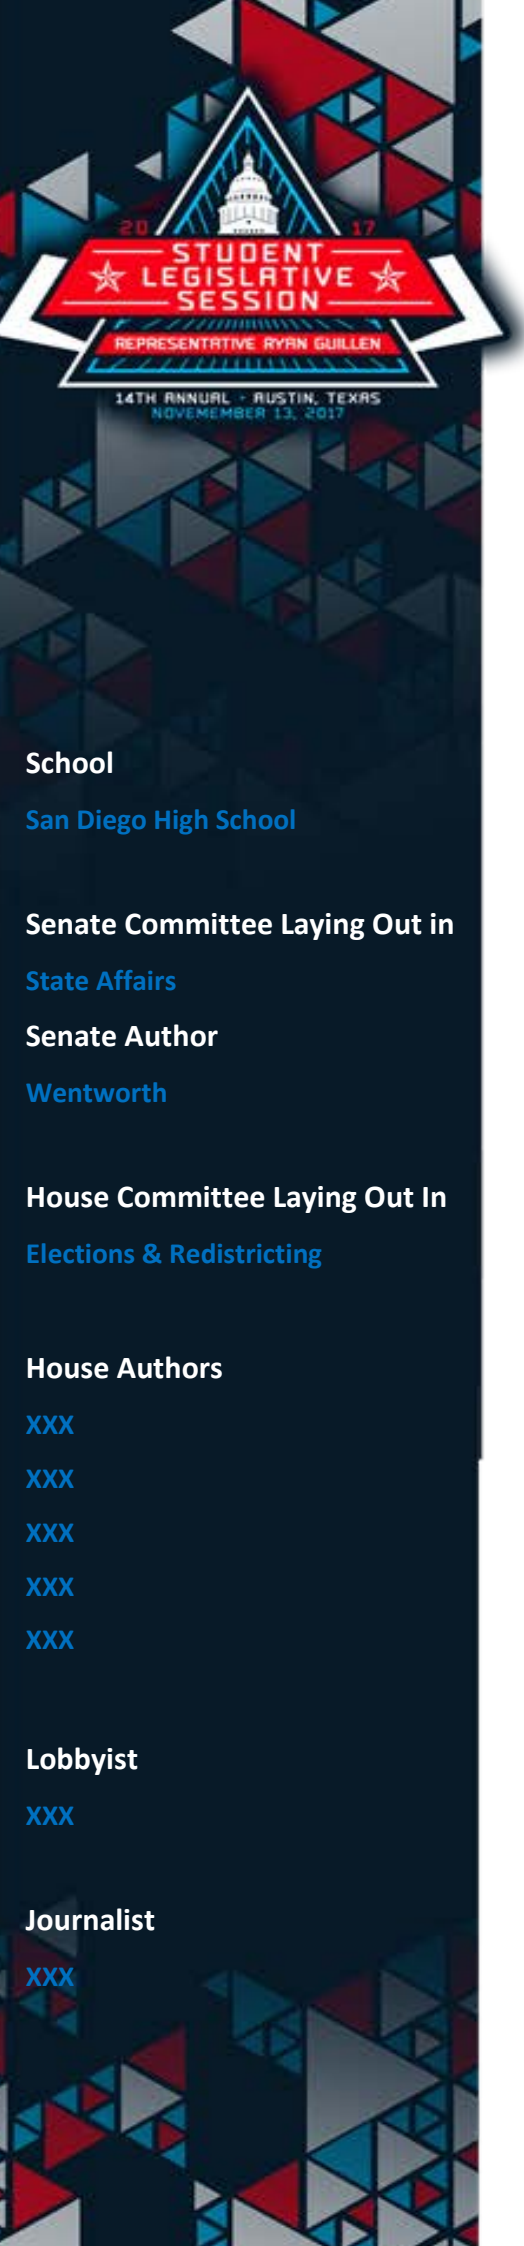 20 17
STUDENT
LEGISLATIVE
SESSION
REPRESENTATIVE RYAN GUILLEN
14TH ANNUAL - AUSTIN, TEXAS
NOVEMEMBER 13, 2017
School
San Diego High School
Senate Committee Laying Out in
State Affairs
Senate Author
Wentworth
House Committee Laying Out In
Elections & Redistricting
House Authors
XXX
XXX
XXX
XXX
XXX
Lobbyist
XXX
Journalist
XXX